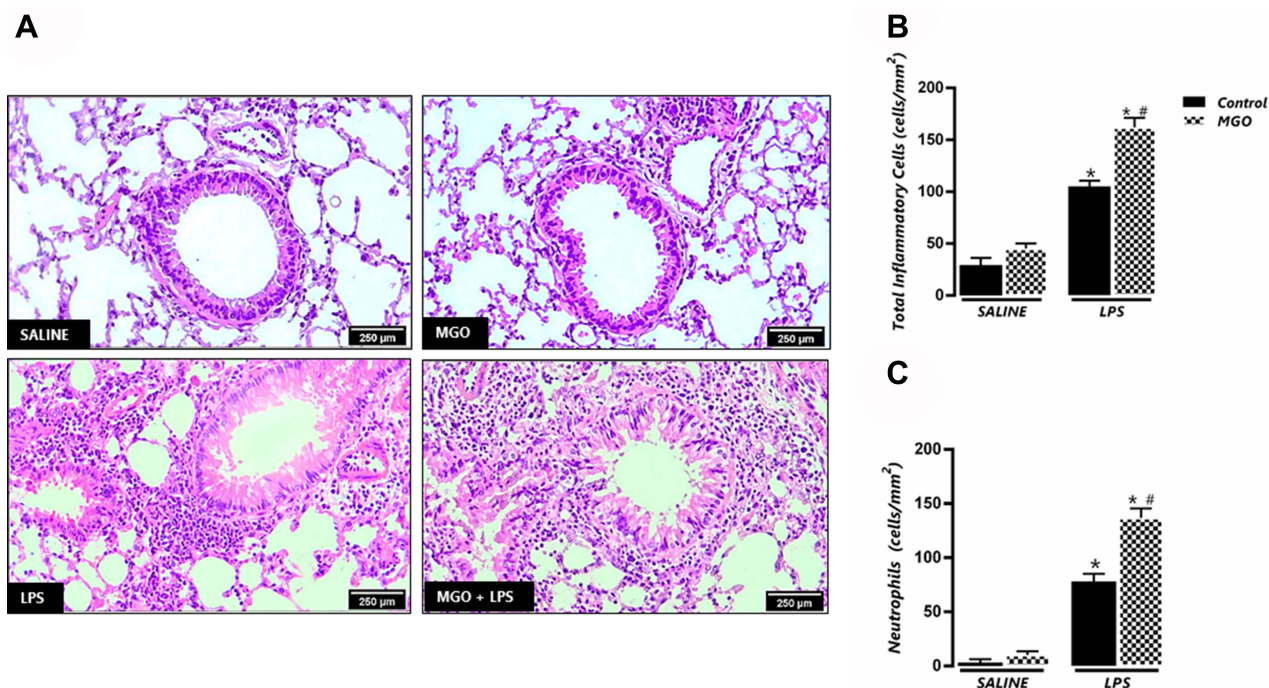 A
SALINE
250 µm
MGO
250 µm
LPS
250 µm
MGO + LPS
250 µm
B
Total Inflammatory Cells (cells/mm²)
200
150
100
50
0
*
* #
SALINE
LPS
Control
MGO
C
Neutrophils (cells/mm²)
200
150
100
50
0
*
* #
SALINE
LPS